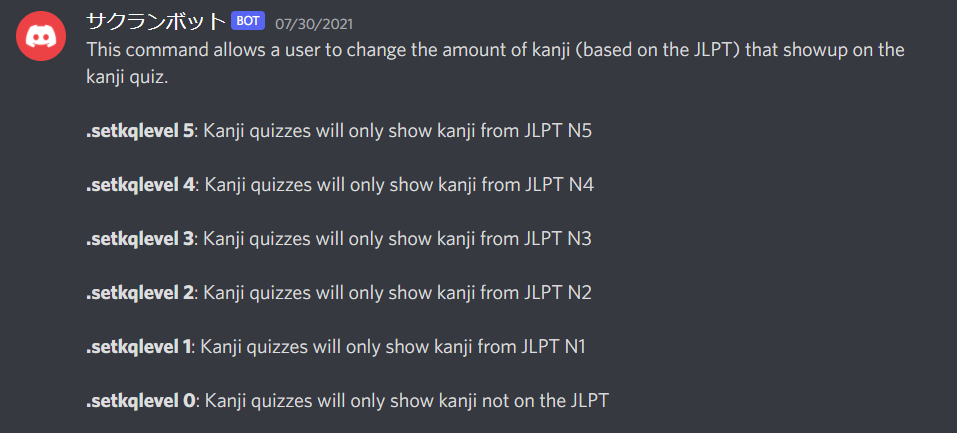 サクランボット BOT 07/30/2021
This command allows a user to change the amount of kanji (based on the JLPT) that showup on the
kanji quiz.
.setkqlevel 5: Kanji quizzes will only show kanji from JLPT N5
.setkqlevel 4: Kanji quizzes will only show kanji from JLPT N4
.setkqlevel 3: Kanji quizzes will only show kanji from JLPT N3
.setkqlevel 2: Kanji quizzes will only show kanji from JLPT N2
.setkqlevel 1: Kanji quizzes will only show kanji from JLPT N1
.setkqlevel 0: Kanji quizzes will only show kanji not on the JLPT